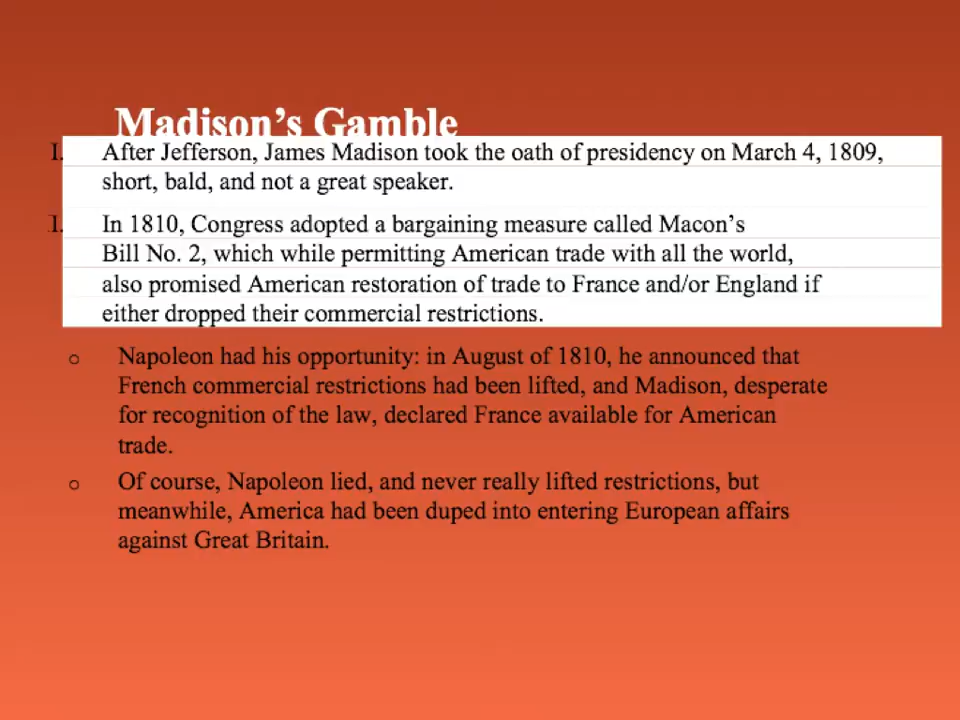 Madison’s Gamble
I. After Jefferson, James Madison took the oath of presidency on March 4, 1809,
short, bald, and not a great speaker.
I. In 1810, Congress adopted a bargaining measure called Macon’s
Bill No. 2, which while permitting American trade with all the world,
also promised American restoration of trade to France and/or England if
either dropped their commercial restrictions.
o Napoleon had his opportunity: in August of 1810, he announced that
French commercial restrictions had been lifted, and Madison, desperate
for recognition of the law, declared France available for American
trade.
o Of course, Napoleon lied, and never really lifted restrictions, but
meanwhile, America had been duped into entering European affairs
against Great Britain.